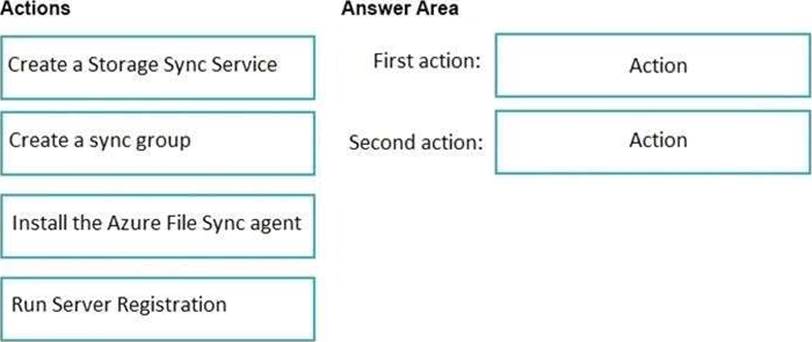 Actions
Answer Area
Create a Storage Sync Service
First action:
Action
Create a sync group
Second action:
Action
Install the Azure File Sync agent
Run Server Registration